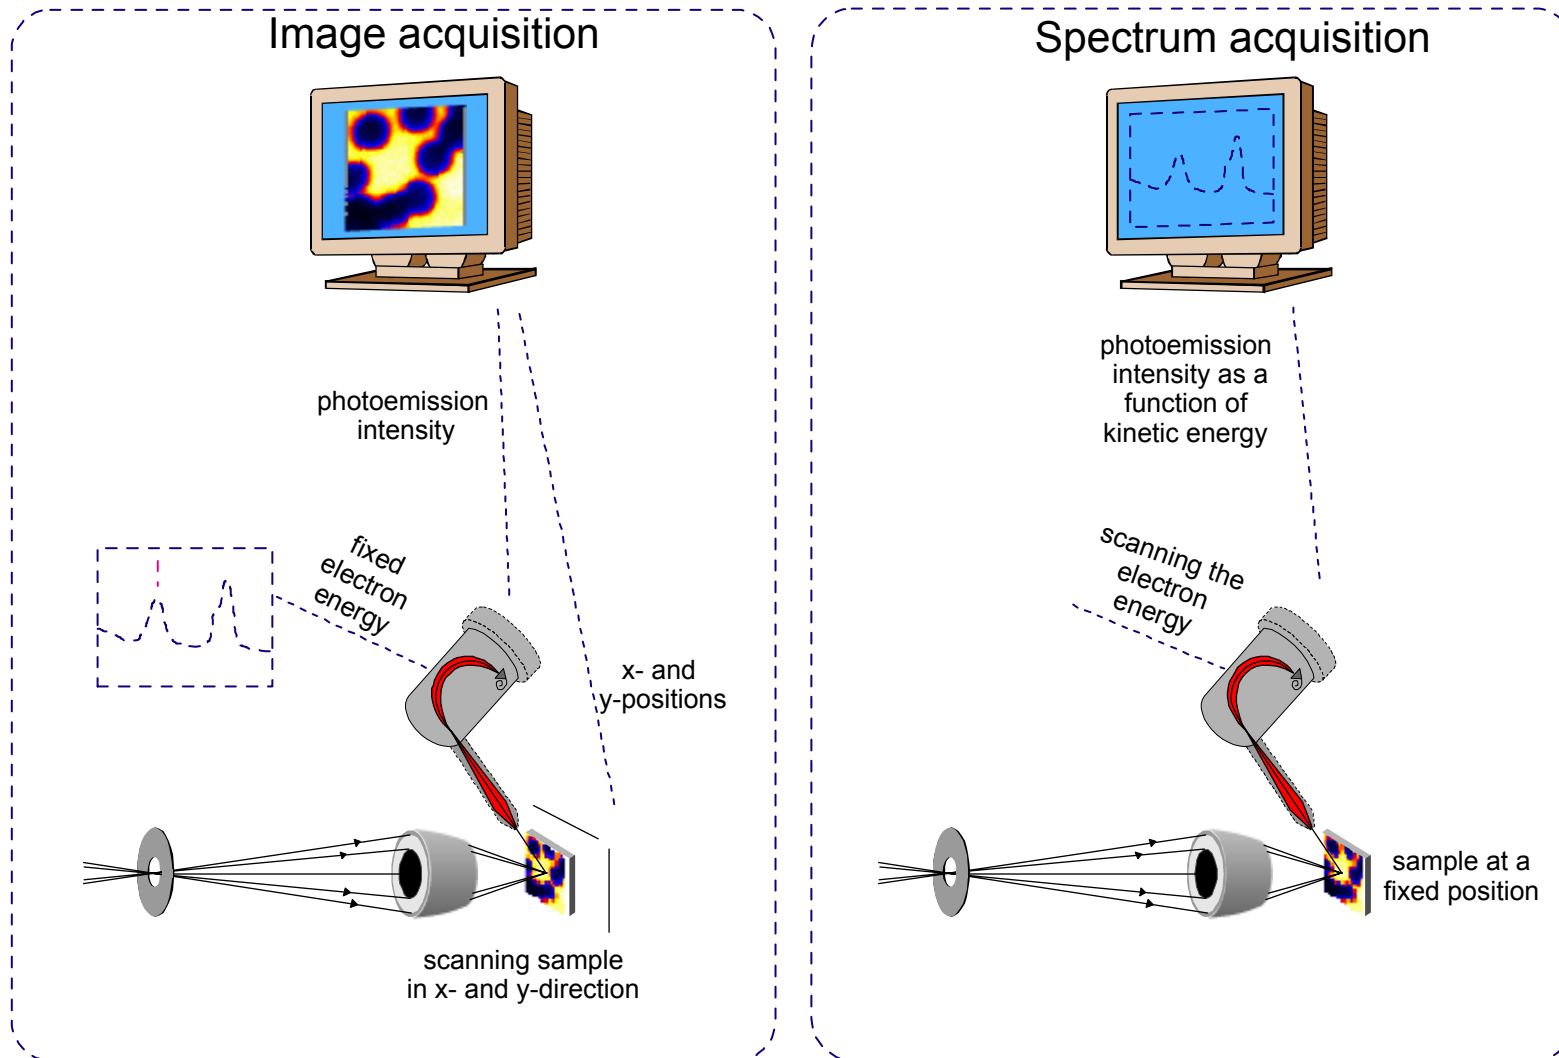 Image acquisition
photoemission
intensity
fixed
electron
energy
x- and
y-positions
scanning sample
in x- and y-direction
Spectrum acquisition
photoemission
intensity as a
function of
kinetic energy
scanning the
electron
energy
sample at a
fixed position